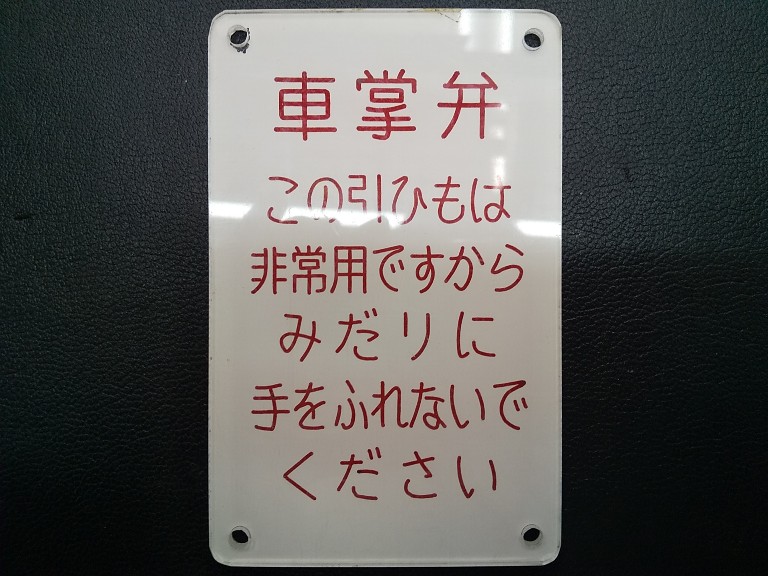 車掌弁
この引ひもは
非常用ですから
みだりに
手をふれないで
ください